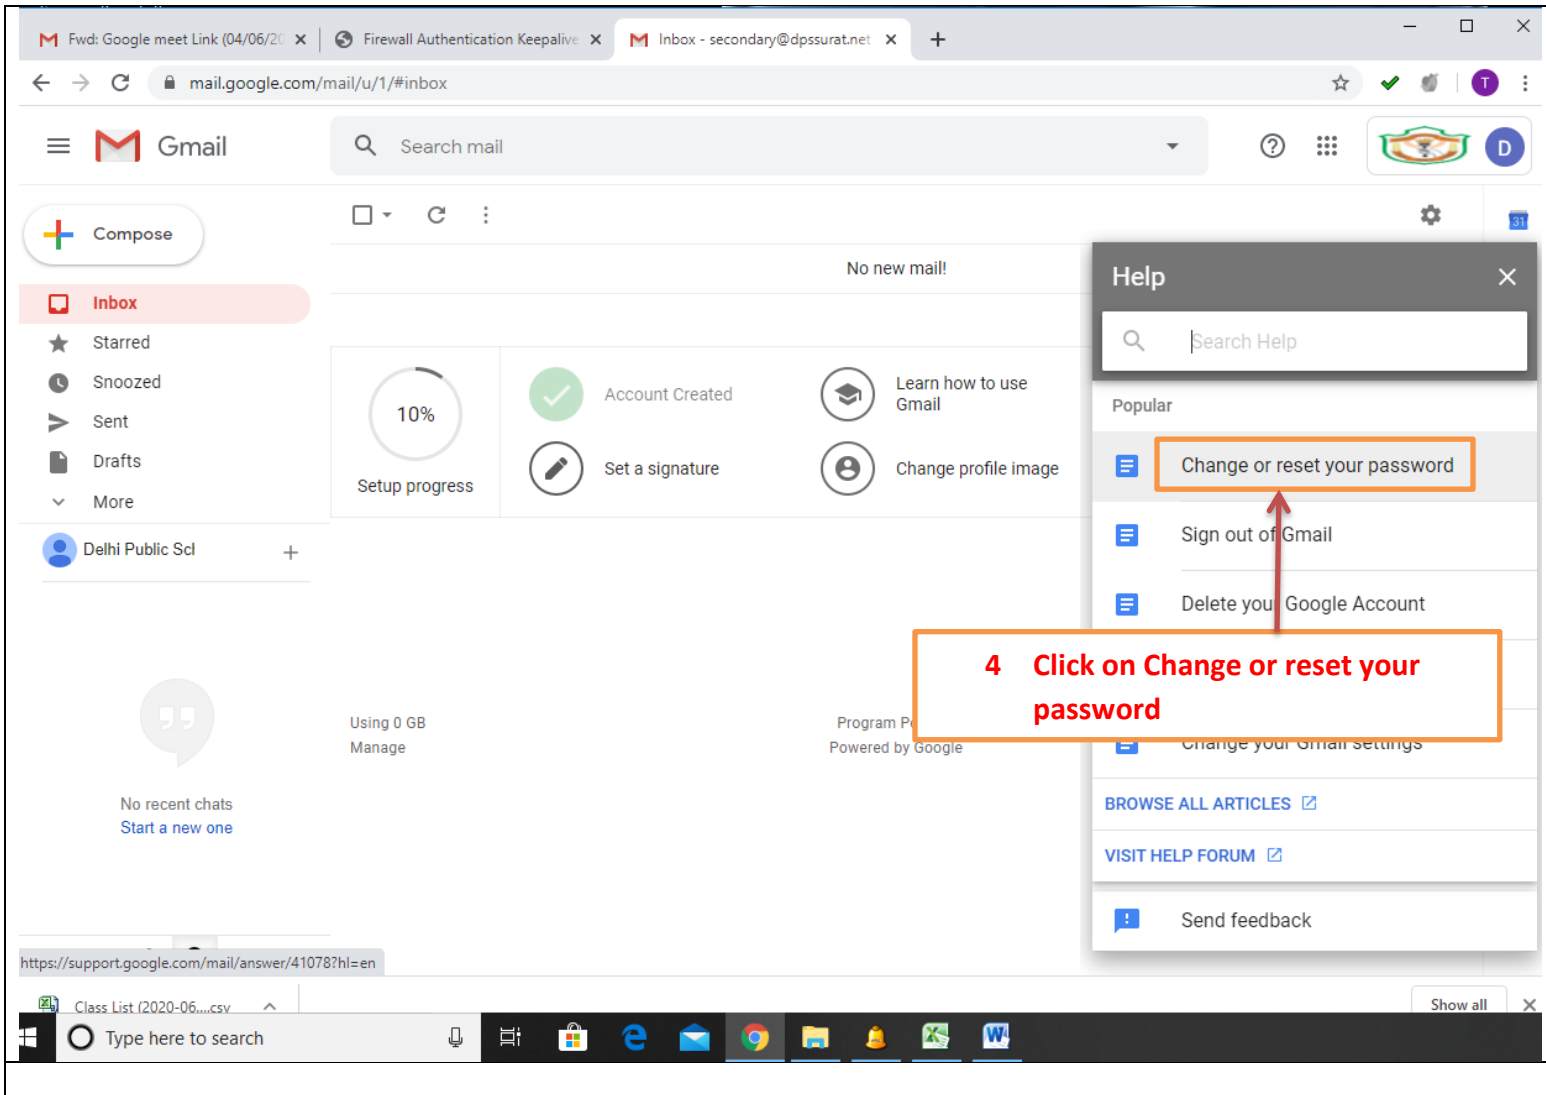 Fwd: Google meet Link (04/06/20
Firewall Authentication Keepalive
Inbox - secondary@dpssurat.net
mail.google.com/mail/u/1/#inbox
T
Gmail
Search mail
D
Compose
31
No new mail!
Help
Inbox
Starred
Search Help
Snoozed
Sent
Drafts
More
10%
Setup progress
Account Created
Learn how to use
Gmail
Set a signature
Change profile image
Popular
Change or reset your password
Sign out of Gmail
Delete your Google Account
Delhi Public Scl
4 Click on Change or reset your
password
Using 0 GB
Manage
Program
Powered by Google
Change your Gmail settings
No recent chats
Start a new one
BROWSE ALL ARTICLES
VISIT HELP FORUM
Send feedback
https://support.google.com/mail/answer/41078?hl=en
Class List (2020-06....csv
Show all
Type here to search